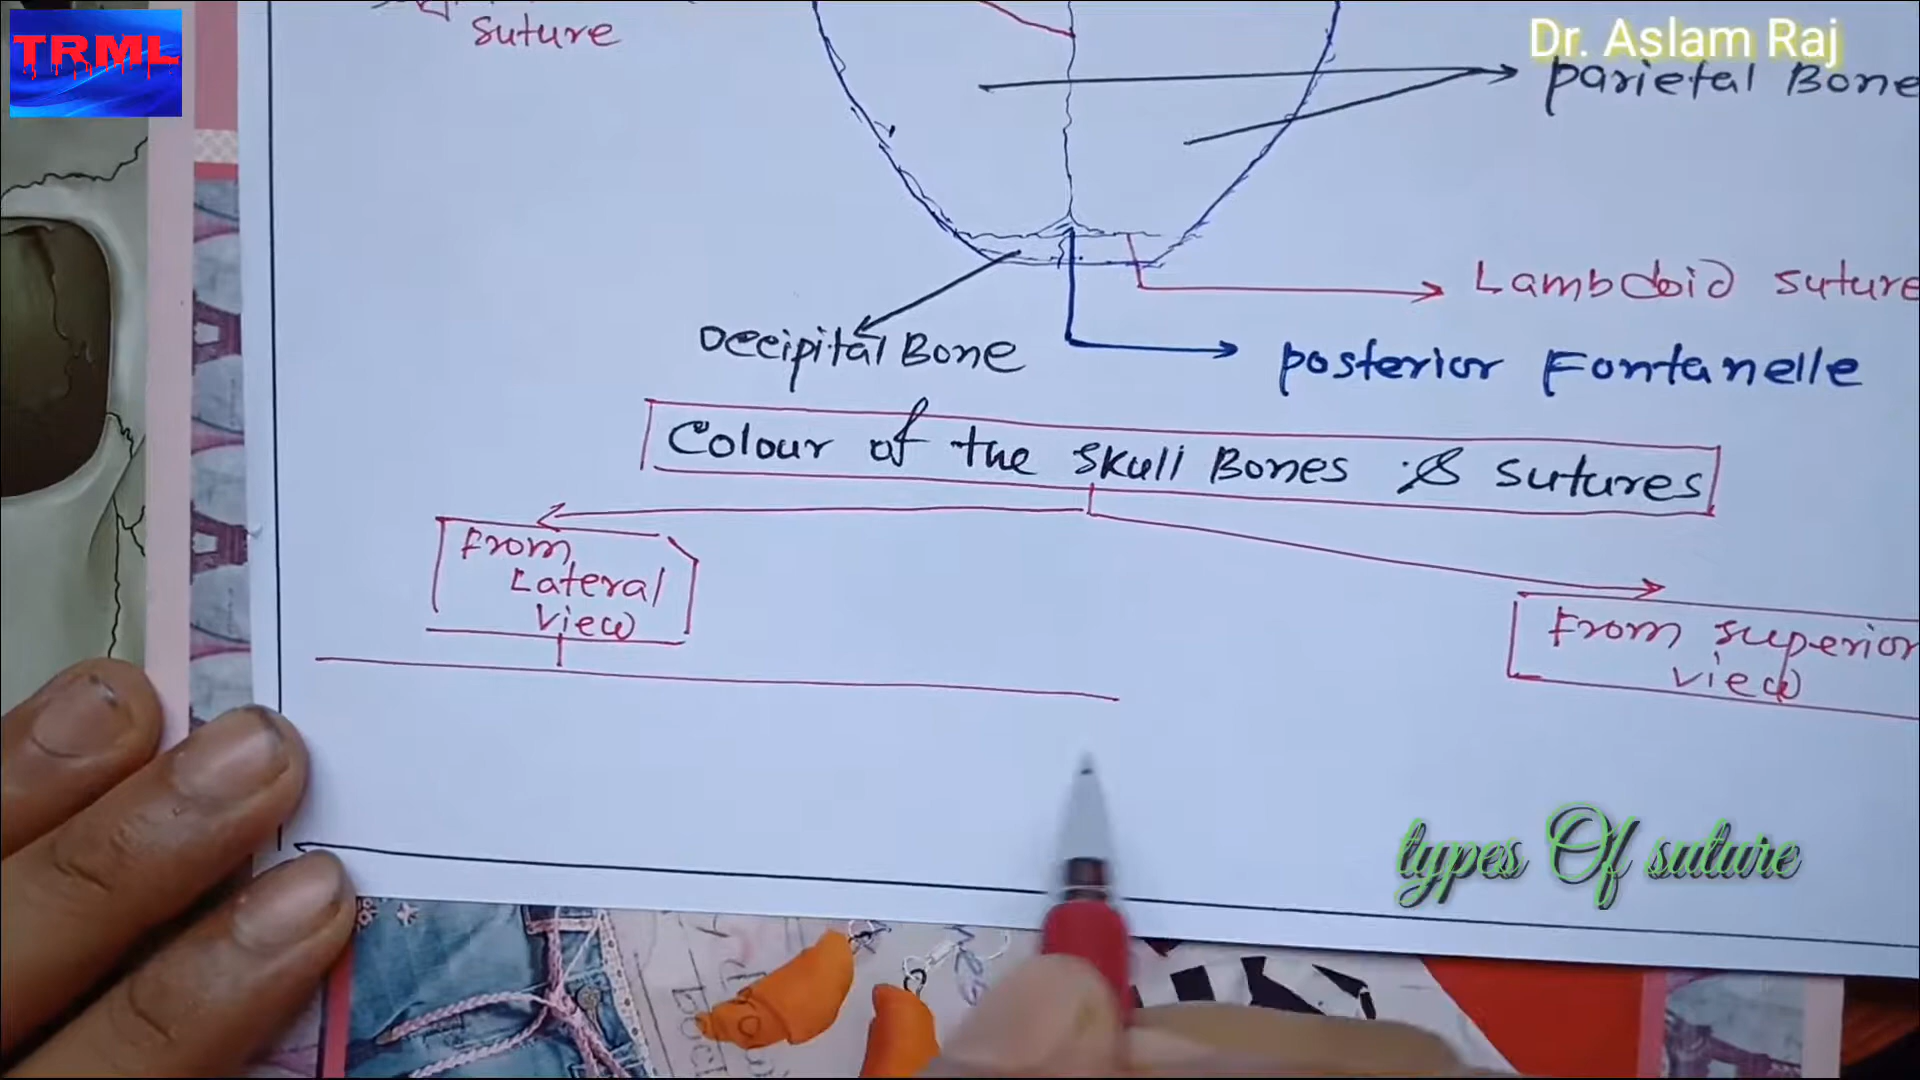 TRML
suture
Dr. Aslam Raj
parietal Bone
Lambdoid suture
Occipital Bone
posterior Fontanelle
Colour of the skull Bones & sutures
From
Lateral
view
From superior
view
types Of suture